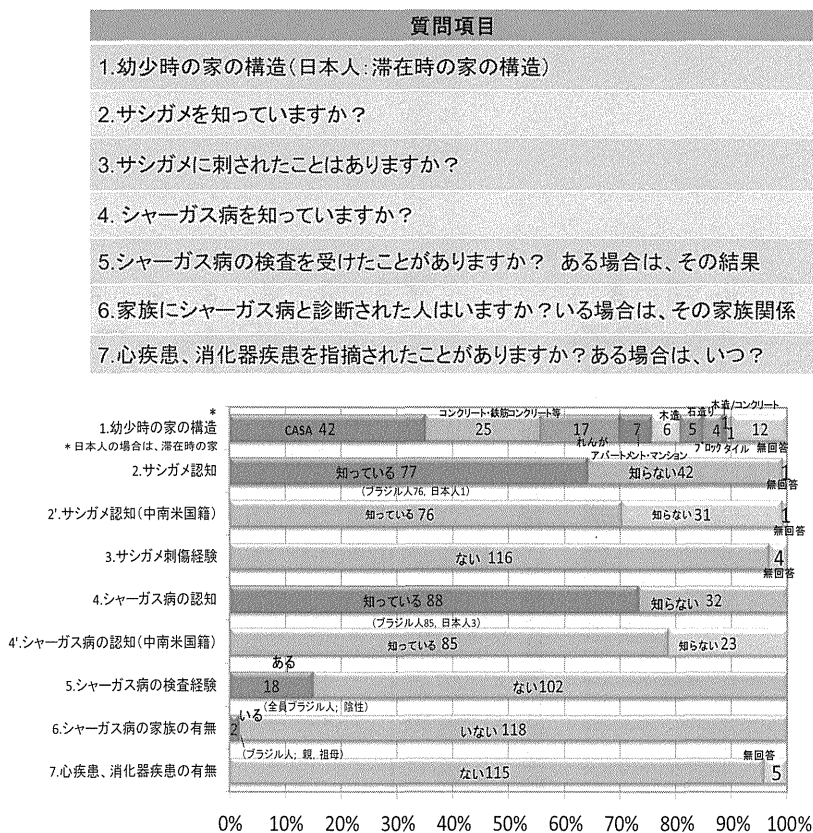 質問項目
1.幼少時の家の構造(日本人:滞在時の家の構造)
2.サシガメを知っていますか?
3.サシガメに刺されたことはありますか?
4. シャーガス病を知っていますか?
5.シャーガス病の検査を受けたことがありますか? ある場合は、その結果
6.家族にシャーガス病と診断された人はいますか?いる場合は、その家族関係
7.心疾患、消化器疾患を指摘されたことがありますか?ある場合は、いつ?
*
木造/コンクリート
コンクリート・鉄筋コンクリート等
木造
石造り
1.幼少時の家の構造
CASA 42
25
17
7
6
5
4
1
1
12
*日本人の場合は、滞在時の家
れんが
アパートメント・マンション
ブロック
タイル
無回答
2.サシガメ認知
知っている 77
知らない42
1
無回答
(ブラジル人76, 日本人1)
2'.サシガメ認知(中南米国籍)
知っている 76
知らない 31
1
無回答
3.サシガメ刺傷経験
ない 116
4
無回答
4.シャーガス病の認知
知っている 88
知らない 32
(ブラジル人85, 日本人3)
4'.シャーガス病の認知(中南米国籍)
知っている 85
知らない 23
ある
5.シャーガス病の検査経験
18
ない102
(全員ブラジル人; 陰性)
いる
6.シャーガス病の家族の有無
2
いない 118
(ブラジル人; 親, 祖母)
無回答
7.心疾患、消化器疾患の有無
ない115
5
0% 10% 20% 30% 40% 50% 60% 70% 80% 90% 100%